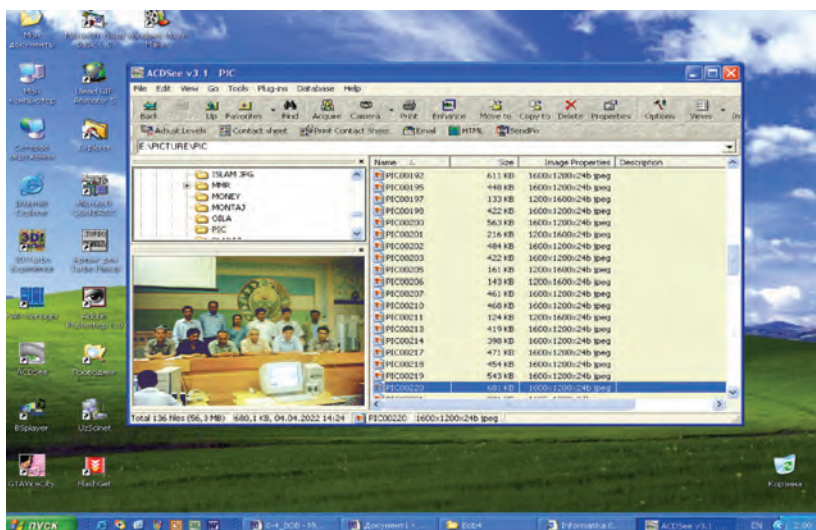 ACDSee v3.1 PIC
File Edit View Go Tools Plug-ins Database Help
Back Up Favorites Find Acquire Camera Print Enhance Move to Copy to Delete Properties Options Views
Adjust Levels Contact sheet Print Contact Sheet Email HTML SendPix
E:\PICTURE\PIC
ISLAM JPG
MMR
MONEY
MONTAJ
OILA
PIC
Name Size Image Properties Description
PIC00192 611 KB 1600x1200x24b jpeg
PIC00195 448 KB 1600x1200x24b jpeg
PIC00197 133 KB 1200x1600x24b jpeg
PIC00198 422 KB 1600x1200x24b jpeg
PIC00200 563 KB 1600x1200x24b jpeg
PIC00201 216 KB 1200x1600x24b jpeg
PIC00202 484 KB 1600x1200x24b jpeg
PIC00203 422 KB 1600x1200x24b jpeg
PIC00205 161 KB 1200x1600x24b jpeg
PIC00206 143 KB 1200x1600x24b jpeg
PIC00207 461 KB 1600x1200x24b jpeg
PIC00210 468 KB 1600x1200x24b jpeg
PIC00211 124 KB 1600x1200x24b jpeg
PIC00213 419 KB 1600x1200x24b jpeg
PIC00214 398 KB 1600x1200x24b jpeg
PIC00217 471 KB 1600x1200x24b jpeg
PIC00218 454 KB 1600x1200x24b jpeg
PIC00219 543 KB 1600x1200x24b jpeg
PIC00220 681 KB 1600x1200x24b jpeg
Total 136 files (56,3 MB) 680,1 KB, 04.04.2022 14:24 PIC00220 1600x1200x24b jpeg
ACDSee
Проводник
BSplayer
UzScinet
FlashGet
Корзина
пуск
Документ1 - ...
Bob4
Informatika 8...
ACDSee v3.1 ...
EN
2:00